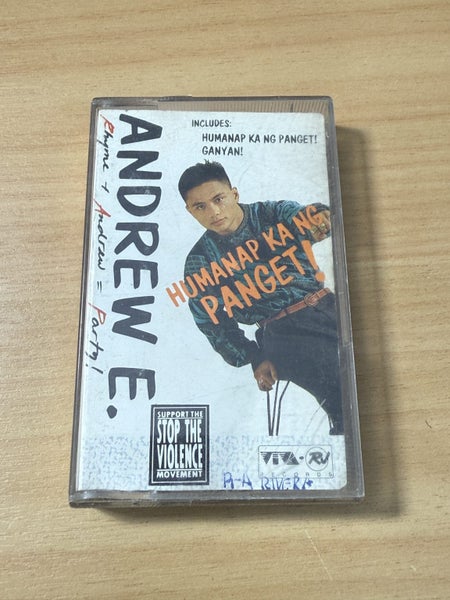 INCLUDES:
HUMANAP KA NG PANGET!
GANYAN!
ANDREW E.
Rhyme + Andrew = Party!
HUMANAP KA NG
PANGET!
SUPPORT THE
STOP THE
VIOLENCE
MOVEMENT
VIVA
RECORDS
RIVERA